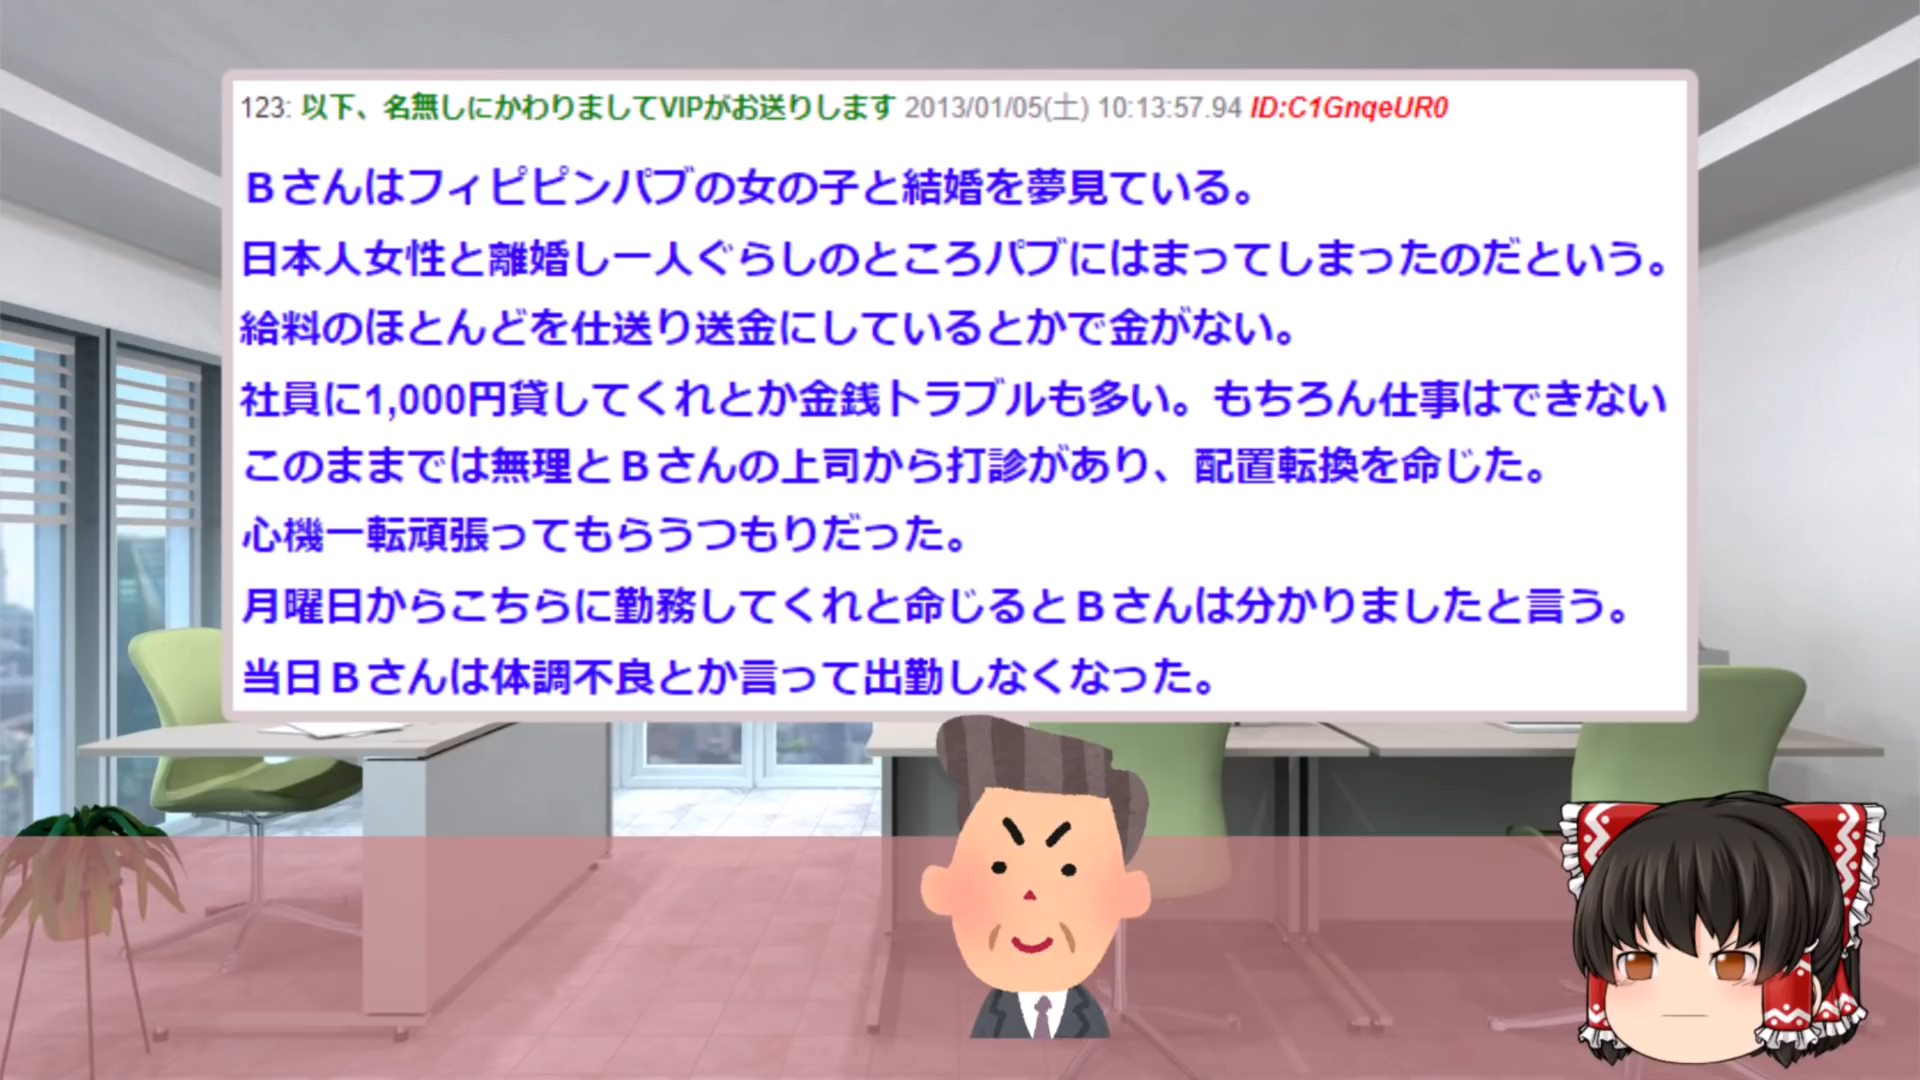 123: 以下、名無しにかわりましてVIPがお送りします 2013/01/05(土) 10:13:57.94 ID:C1GnqeUR0
Ｂさんはフィピピンパブの女の子と結婚を夢見ている。
日本人女性と離婚し一人ぐらしのところパブにはまってしまったのだという。
給料のほとんどを仕送り送金にしているとかで金がない。
社員に1,000円貸してくれとか金銭トラブルも多い。もちろん仕事はできない
このままでは無理とＢさんの上司から打診があり、配置転換を命じた。
心機一転頑張ってもらうつもりだった。
月曜日からこちらに勤務してくれと命じるとＢさんは分かりましたと言う。
当日Ｂさんは体調不良とか言って出勤しなくなった。